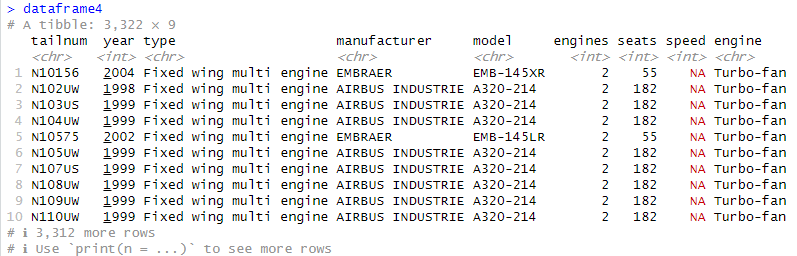 > dataframe4
# A tibble: 3,322 × 9
tailnum year type manufacturer model engines seats speed engine
<chr> <int> <chr> <chr> <chr> <int> <int> <int> <chr>
1 N10156 2004 Fixed wing multi engine EMBRAER EMB-145XR 2 55 NA Turbo-fan
2 N102UW 1998 Fixed wing multi engine AIRBUS INDUSTRIE A320-214 2 182 NA Turbo-fan
3 N103US 1999 Fixed wing multi engine AIRBUS INDUSTRIE A320-214 2 182 NA Turbo-fan
4 N104UW 1999 Fixed wing multi engine AIRBUS INDUSTRIE A320-214 2 182 NA Turbo-fan
5 N10575 2002 Fixed wing multi engine EMBRAER EMB-145LR 2 55 NA Turbo-fan
6 N105UW 1999 Fixed wing multi engine AIRBUS INDUSTRIE A320-214 2 182 NA Turbo-fan
7 N107US 1999 Fixed wing multi engine AIRBUS INDUSTRIE A320-214 2 182 NA Turbo-fan
8 N108UW 1999 Fixed wing multi engine AIRBUS INDUSTRIE A320-214 2 182 NA Turbo-fan
9 N109UW 1999 Fixed wing multi engine AIRBUS INDUSTRIE A320-214 2 182 NA Turbo-fan
10 N110UW 1999 Fixed wing multi engine AIRBUS INDUSTRIE A320-214 2 182 NA Turbo-fan
# ℹ 3,312 more rows
# ℹ Use `print(n = ...)` to see more rows